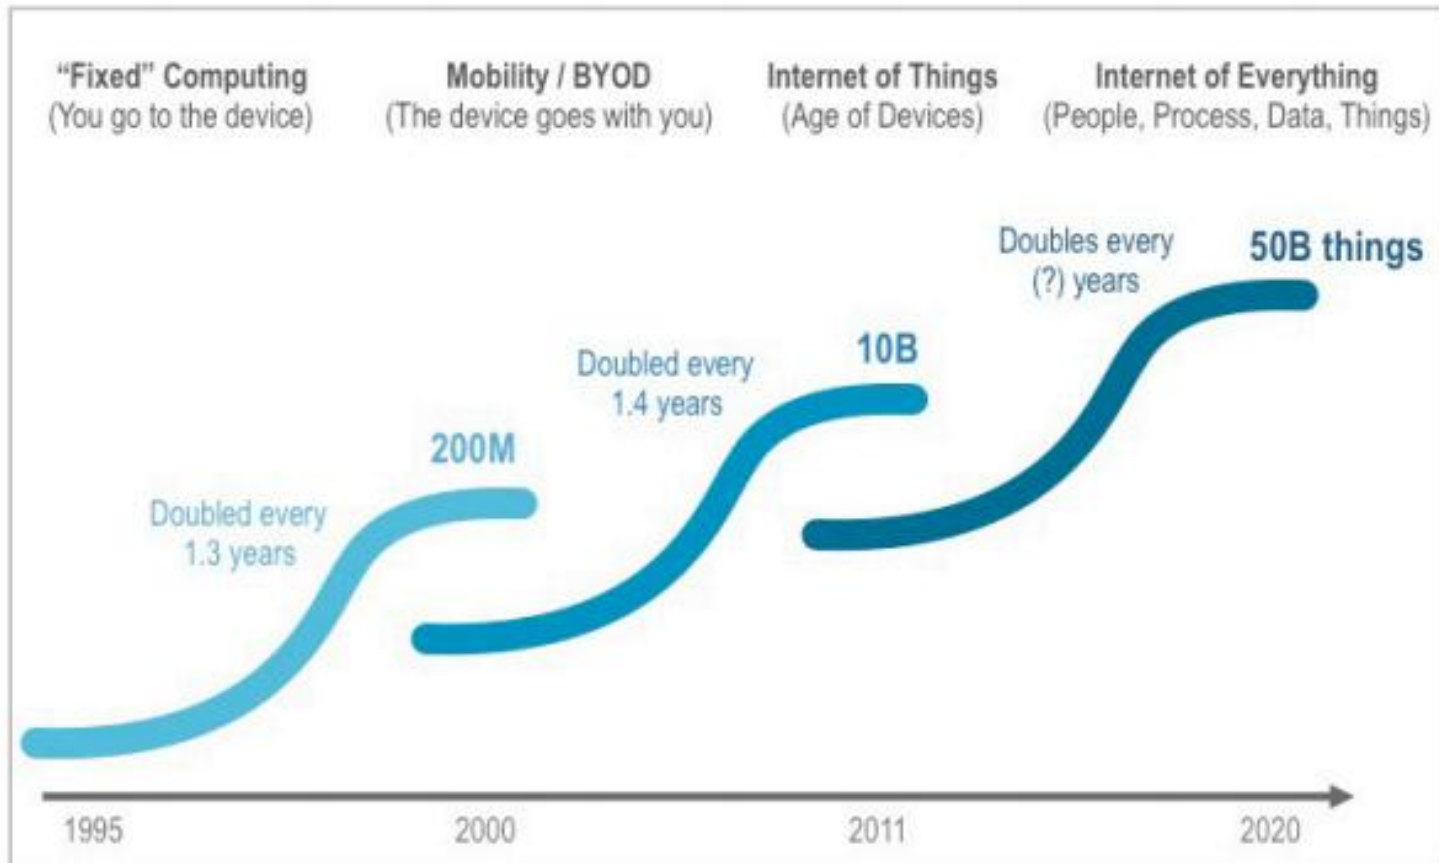 “Fixed” Computing
(You go to the device)
Mobility / BYOD
(The device goes with you)
Internet of Things
(Age of Devices)
Internet of Everything
(People, Process, Data, Things)
Doubled every
1.3 years
200M
Doubled every
1.4 years
10B
Doubles every
(?) years
50B things
1995
2000
2011
2020